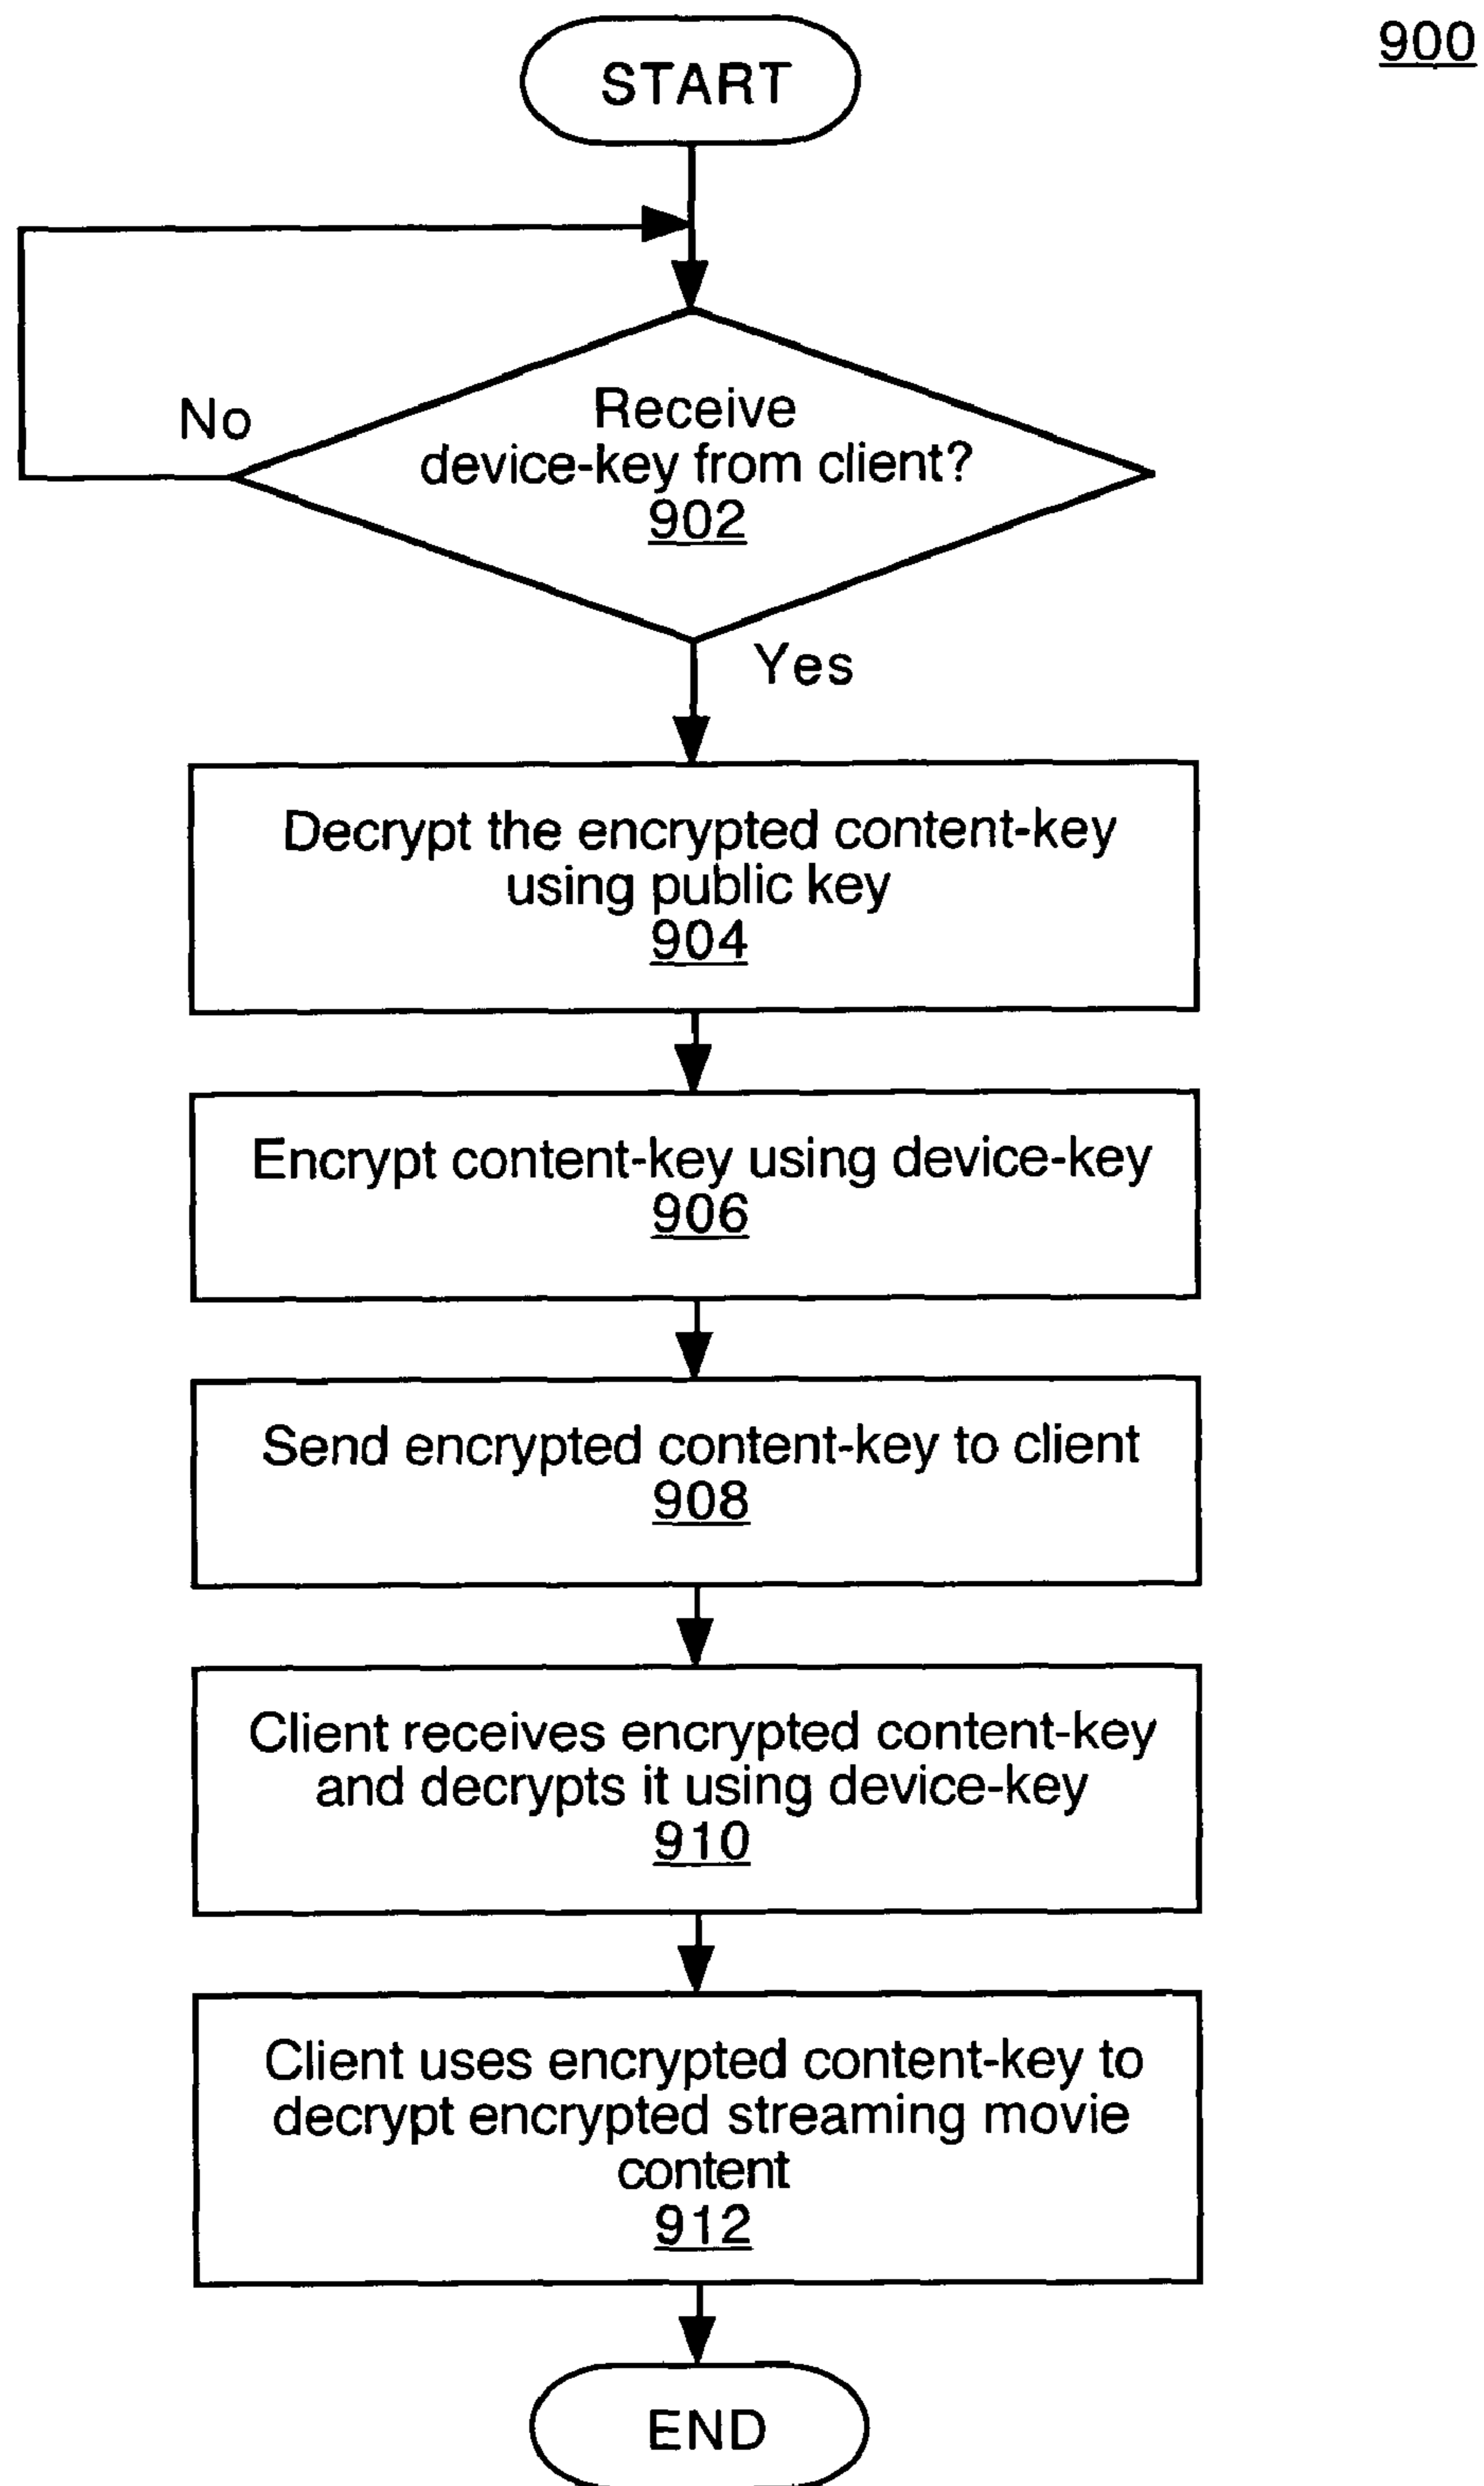 900
START
No
Receive
device-key from client?
902
Yes
Decrypt the encrypted content-key
using public key
904
Encrypt content-key using device-key
906
Send encrypted content-key to client
908
Client receives encrypted content-key
and decrypts it using device-key
910
Client uses encrypted content-key to
decrypt encrypted streaming movie
content
912
END